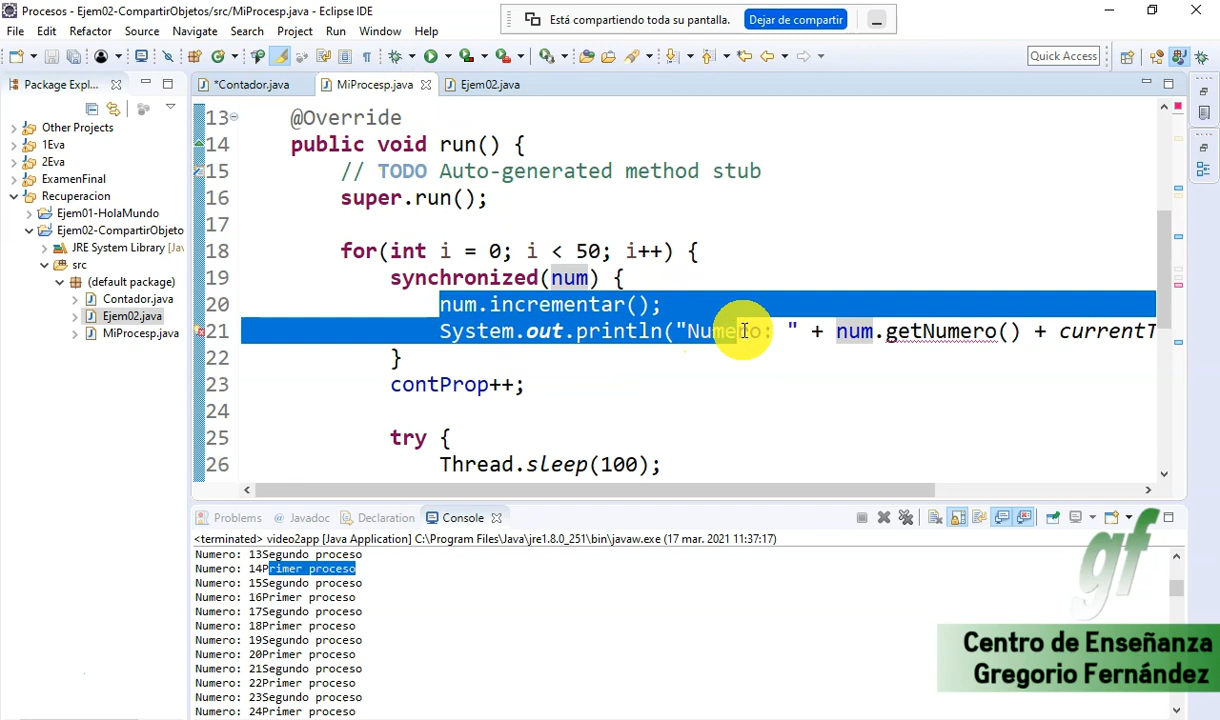 Procesos - Ejem02-CompartirObjetos/src/MiProcesp.java - Eclipse IDE
Está compartiendo toda su pantalla.
Dejar de compartir
File Edit Refactor Source Navigate Search Project Run Window Help
Quick Access
Package Expl...
*Contador.java
MiProcesp.java
Ejem02.java
Other Projects
1Eva
2Eva
ExamenFinal
Recuperacion
Ejem01-HolaMundo
Ejem02-CompartirObjeto
JRE System Library [Jav
src
(default package)
Contador.java
Ejem02.java
MiProcesp.java
13 @Override
14 public void run() {
15 // TODO Auto-generated method stub
16 super.run();
17
18 for(int i = 0; i < 50; i++) {
19 synchronized(num) {
20 num.incrementar();
21 System.out.println("Numero: " + num.getNumero() + currentT
22 }
23 contProp++;
24
25 try {
26 Thread.sleep(100);
Problems @ Javadoc Declaration Console
<terminated> video2app [Java Application] C:\Program Files\Java\jre1.8.0_251\bin\javaw.exe (17 mar. 2021 11:37:17)
Numero: 13Segundo proceso
Numero: 14Primer proceso
Numero: 15Segundo proceso
Numero: 16Primer proceso
Numero: 17Segundo proceso
Numero: 18Primer proceso
Numero: 19Segundo proceso
Numero: 20Primer proceso
Numero: 21Segundo proceso
Numero: 22Primer proceso
Numero: 23Segundo proceso
Numero: 24Primer proceso
gf
Centro de Enseñanza
Gregorio Fernández